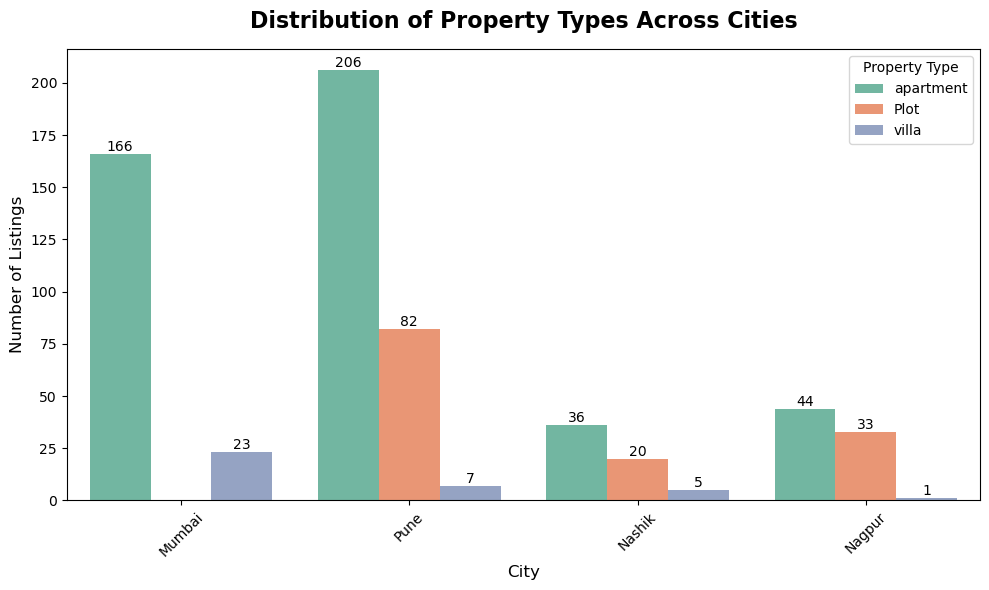 Distribution of Property Types Across Cities
Number of Listings
200
175
150
125
100
75
50
25
0
166
23
206
82
7
36
20
5
44
33
1
Property Type
apartment
Plot
villa
Mumbai
Pune
Nashik
Nagpur
City